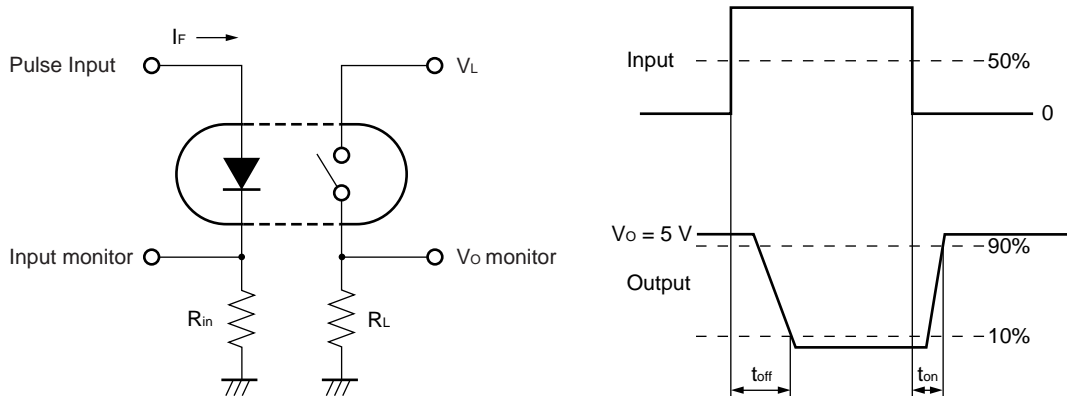 IF
Pulse Input
VL
Input monitor
VO monitor
Rin
RL
Input
50%
0
VO = 5 V
90%
Output
10%
toff
ton